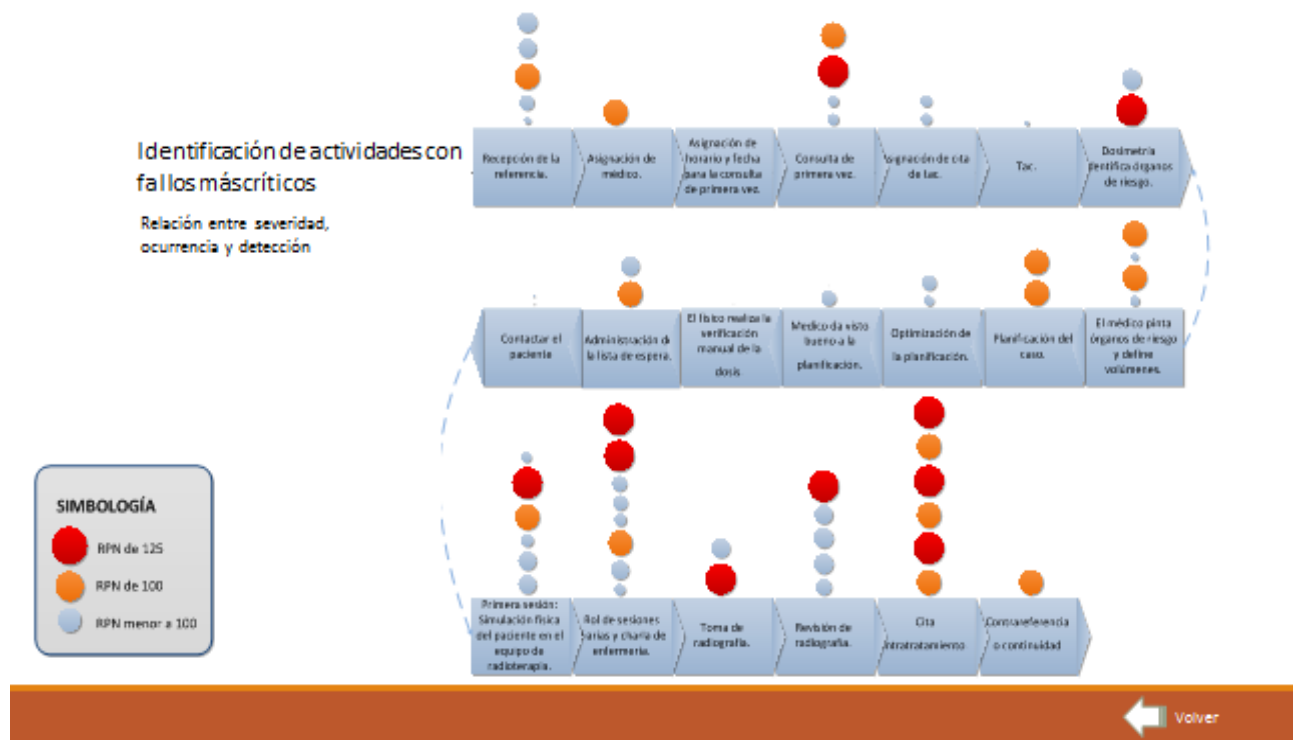 Identificación de actividades con
fallos máscríticos
Relación entre severidad,
ocurrencia y detección
Recepción de la
referencia.
Asignación de
médico.
Asignación de
horario y fecha
para la consulta
de primera vez.
Consulta de
primera vez.
signación de cita
de tac.
Tac.
Dosimetría
dentifica órganos
de riesgo.
Contactar el
paciente
Administración d
la lista de espera.
El físico realiza la
verificación
manual de la
dosis
Medico da visto
bueno a la
planificación.
Optimización de
la planificación.
Planificación del
caso.
El médico pinta
órganos de riesgo
y define
volúmenes.
Primera sesión:
Simulación física
del paciente en el
equipo de
radioterapia.
Rol de sesiones
iarias y charla de
enfermería.
Toma de
radiografía.
Revisión de
radiografía.
Cita
intratratamiento.
Contrareferencia
o continuidad
SIMBOLOGÍA
RPN de 125
RPN de 100
RPN menor a 100
Volver